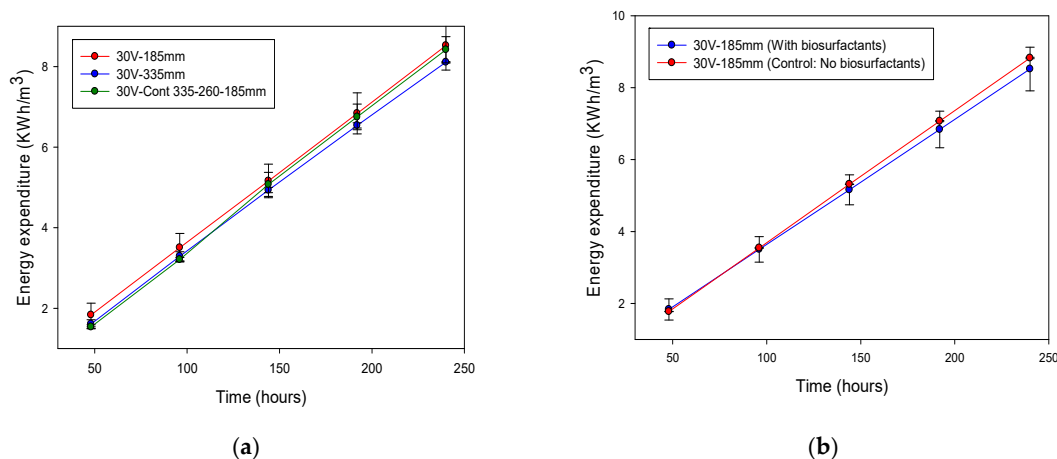 30V-185mm
30V-335mm
30V-Cont 335-260-185mm
Energy expenditure (KWh/m³)
8
6
4
2
50
100
150
200
250
Time (hours)
(a)
30V-185mm (With biosurfactants)
30V-185mm (Control: No biosurfactants)
Energy expenditure (KWh/m³)
10
8
6
4
2
50
100
150
200
250
Time (hours)
(b)